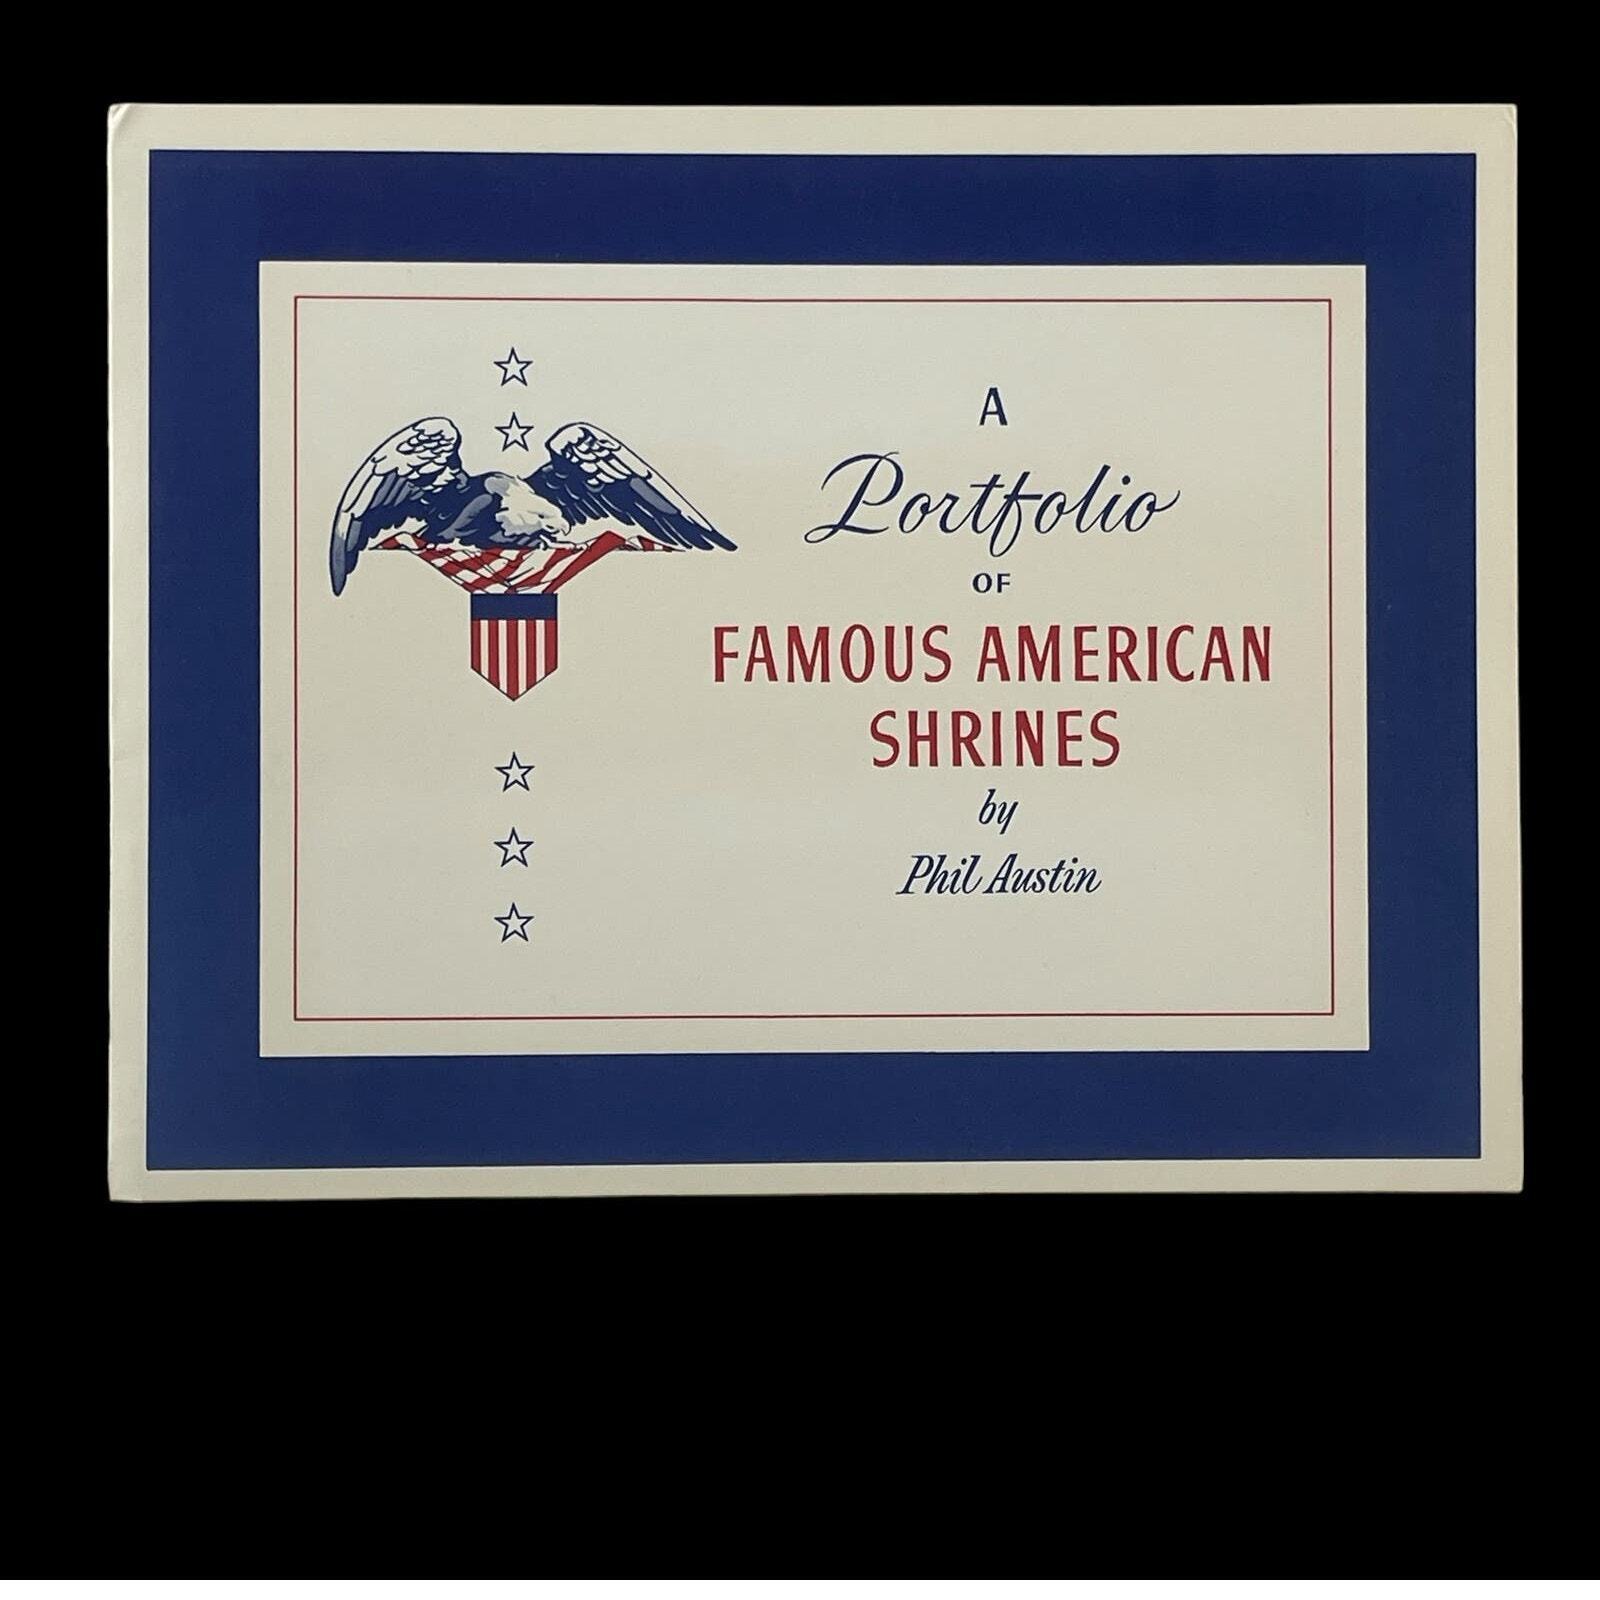 A
Portfolio
OF
FAMOUS AMERICAN
SHRINES
by
Phil Austin